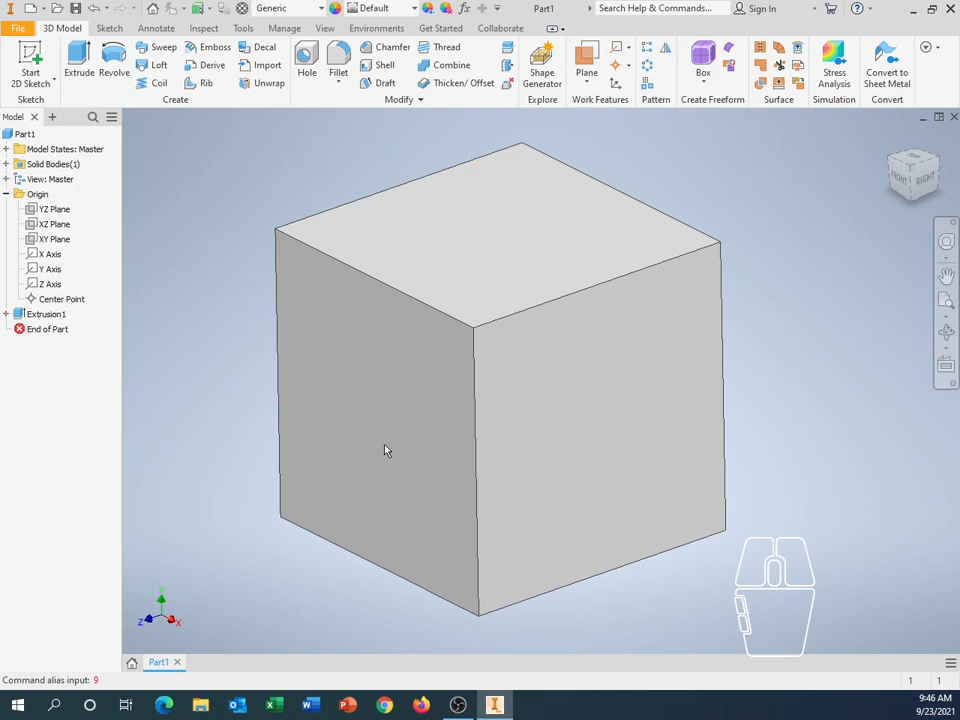 Generic
Default
fx
Part1
Search Help & Commands...
Sign In
File
3D Model
Sketch
Annotate
Inspect
Tools
Manage
View
Environments
Get Started
Collaborate
Start
2D Sketch
Extrude
Revolve
Sweep
Loft
Coil
Emboss
Derive
Rib
Decal
Import
Unwrap
Hole
Fillet
Chamfer
Shell
Draft
Thread
Combine
Thicken/ Offset
Shape
Generator
Plane
Box
Stress
Analysis
Convert to
Sheet Metal
Sketch
Create
Modify
Explore
Work Features
Pattern
Create Freeform
Surface
Simulation
Convert
Model
Part1
Model States: Master
Solid Bodies(1)
View: Master
Origin
YZ Plane
XZ Plane
XY Plane
X Axis
Y Axis
Z Axis
Center Point
Extrusion1
End of Part
FRONT
RIGHT
Z
X
Part1
Command alias input: 9
1
1
9:46 AM
9/23/2021